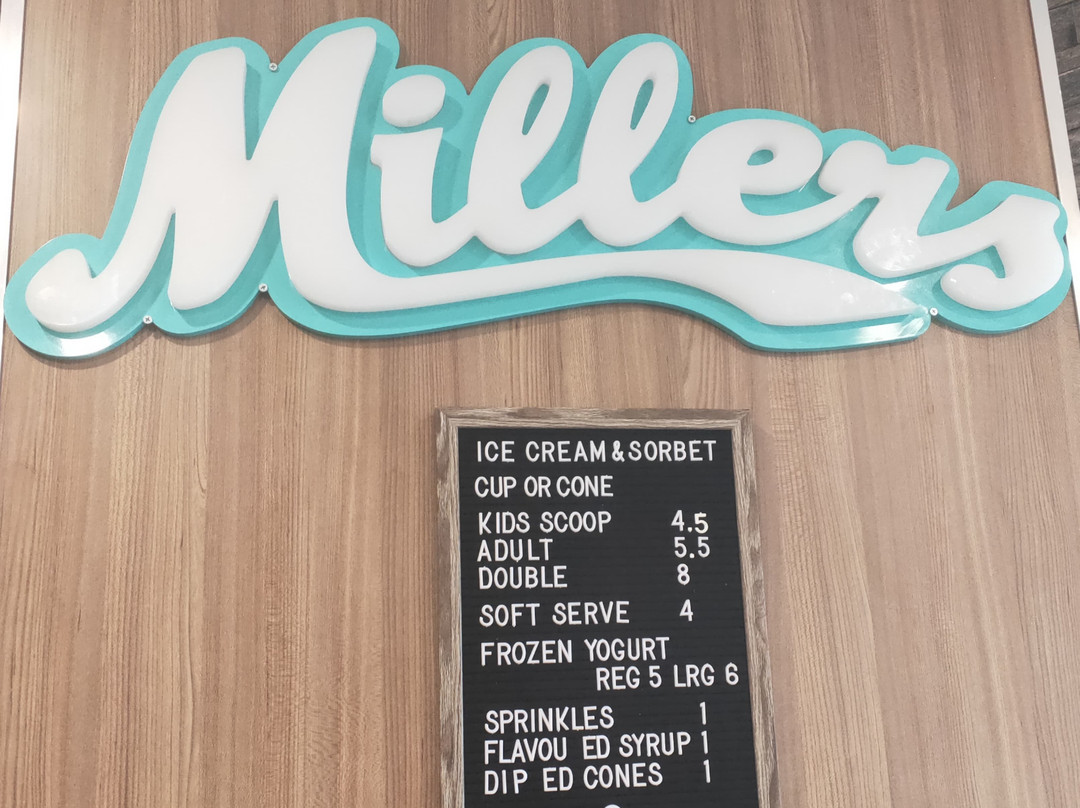 Millers
ICE CREAM & SORBET
CUP OR CONE
KIDS SCOOP 4.5
ADULT 5.5
DOUBLE 8
SOFT SERVE 4
FROZEN YOGURT
REG 5 LRG 6
SPRINKLES 1
FLAVOU ED SYRUP 1
DIP ED CONES 1